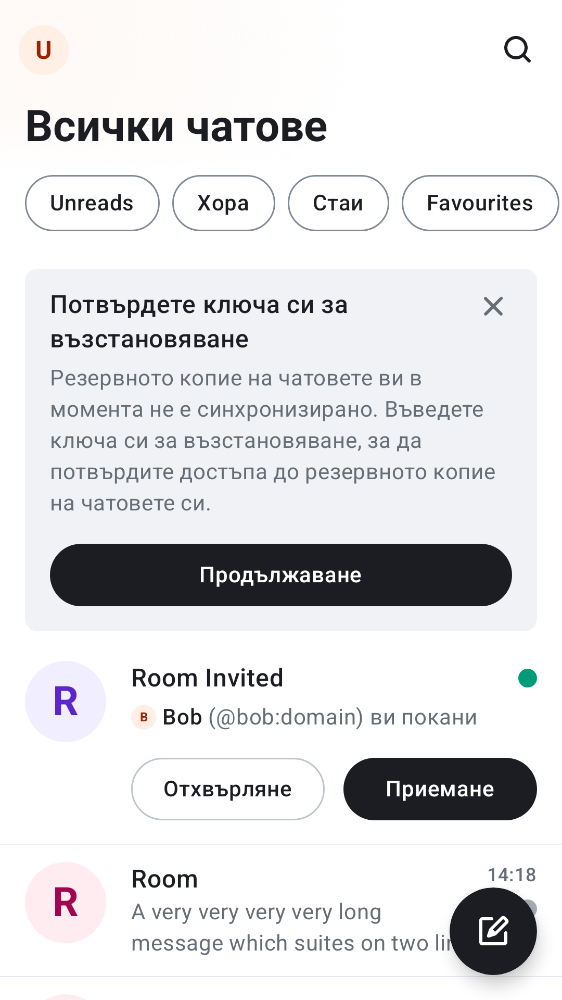 U
Всички чатове
Unreads
Хора
Стаи
Favourites
Потвърдете ключа си за
възстановяване
Резервното копие на чатовете ви в
момента не е синхронизирано. Въведете
ключа си за възстановяване, за да
потвърдите достъпа до резервното копие
на чатовете си.
Продължаване
R
Room Invited
B Bob (@bob:domain) ви покани
Отхвърляне
Приемане
R
Room
14:18
A very very very very long
message which suites on two